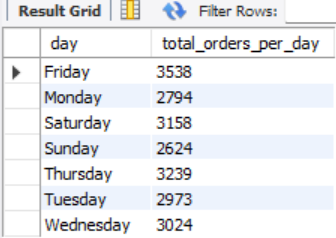 Result Grid Filter Rows:
day total_orders_per_day
Friday 3538
Monday 2794
Saturday 3158
Sunday 2624
Thursday 3239
Tuesday 2973
Wednesday 3024